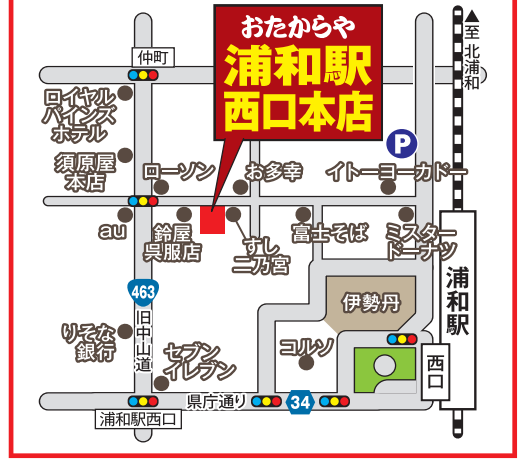 おたからや
浦和駅
西口本店
▲至 北浦和
仲町
ロイヤル
パインズ
ホテル
須原屋
本店
ローソン
お多幸
P
イトーヨーカドー
au
鈴屋
呉服店
すし
二乃宮
富士そば
ミスター
ドーナツ
浦和駅
伊勢丹
463
旧中山道
りそな
銀行
セブン
イレブン
コルソ
西口
県庁通り
34
浦和駅西口